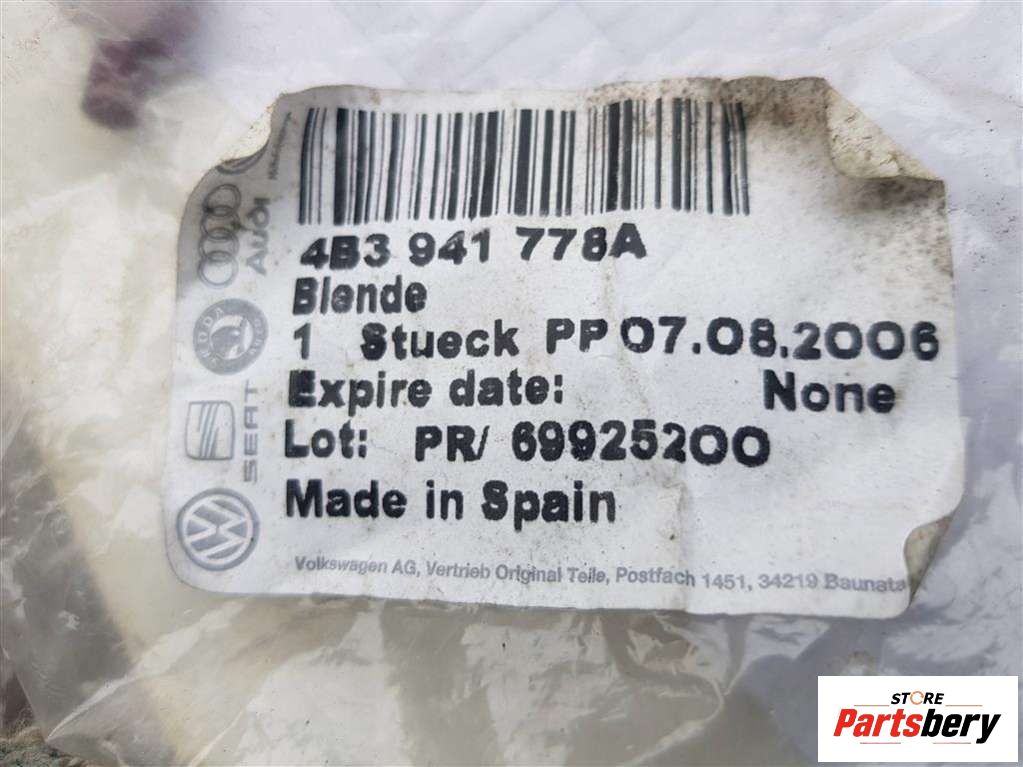 4B3 941 778A
Blende
1 Stueck PP 07.08.2006
Expire date: None
Lot: PR/ 69925200
Made in Spain
Volkswagen AG, Vertrieb Original Teile, Postfach 1451, 34219 Baunata
Audi
SEAT
STORE
Partsbery